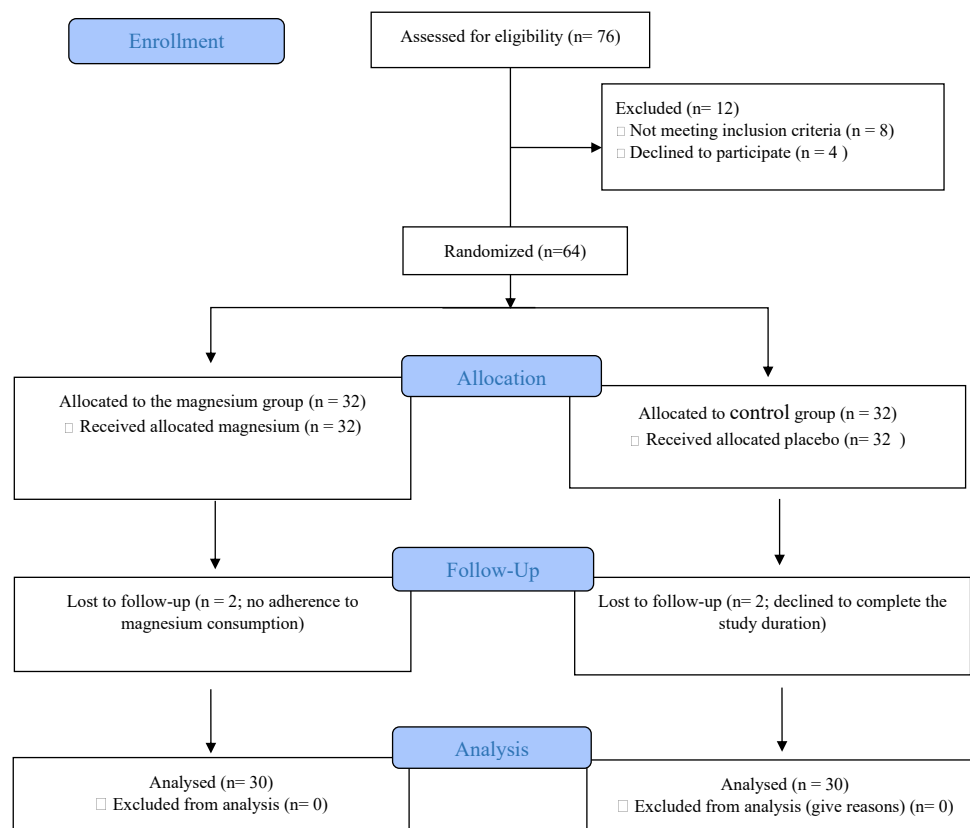 Enrollment
Assessed for eligibility (n= 76)
Excluded (n= 12)
□ Not meeting inclusion criteria (n = 8)
□ Declined to participate (n = 4 )
Randomized (n=64)
Allocation
Allocated to the magnesium group (n = 32)
□ Received allocated magnesium (n = 32)
Allocated to control group (n = 32)
□ Received allocated placebo (n= 32 )
Follow-Up
Lost to follow-up (n = 2; no adherence to
magnesium consumption)
Lost to follow-up (n= 2; declined to complete the
study duration)
Analysis
Analysed (n= 30)
□ Excluded from analysis (n= 0)
Analysed (n = 30)
□ Excluded from analysis (give reasons) (n= 0)